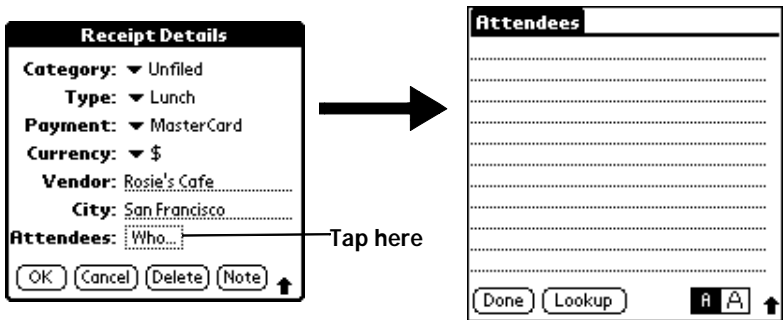 Receipt Details
Category: Unfiled
Type: Lunch
Payment: MasterCard
Currency: $
Vendor: Rosie's Cafe
City: San Francisco
Attendees: Who...
OK Cancel Delete Note
Tap here
Attendees
Done Lookup A A